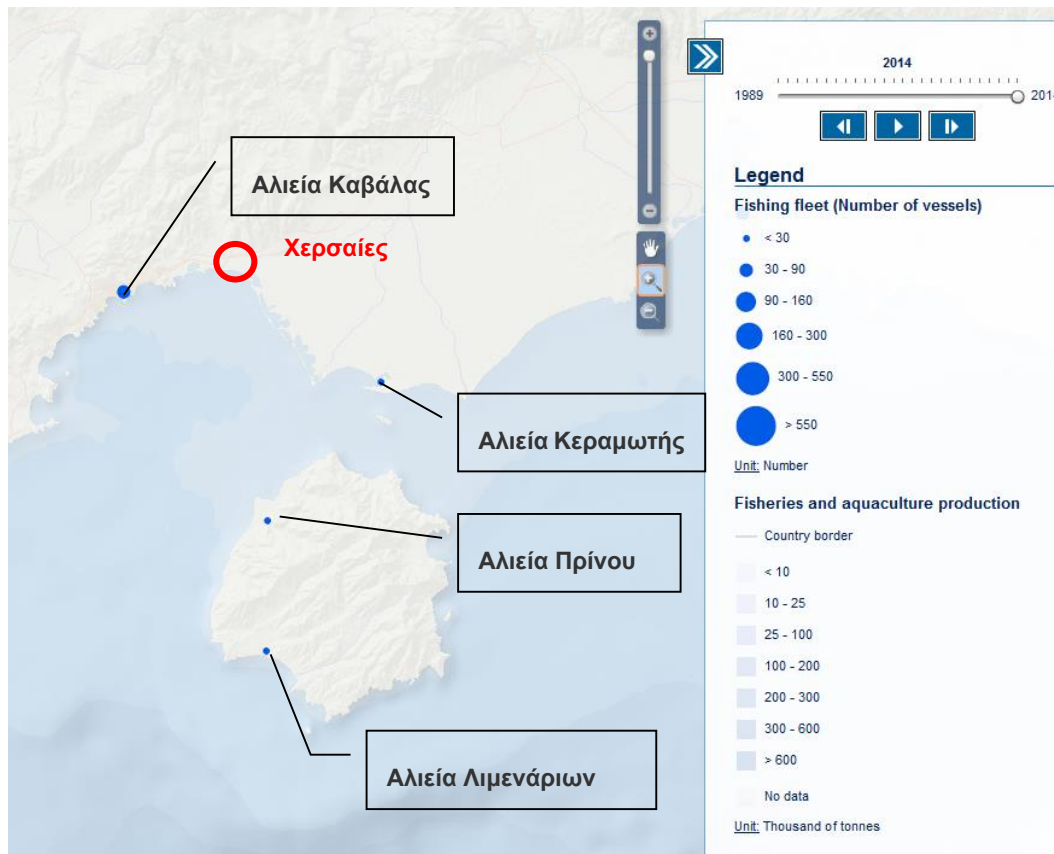 Αλιεία Καβάλας
Χερσαίες
Αλιεία Κεραμωτής
Αλιεία Πρίνου
Αλιεία Λιμενάριων
2014
1989
201
Legend
Fishing fleet (Number of vessels)
< 30
30 - 90
90 - 160
160 - 300
300 - 550
> 550
Unit: Number
Fisheries and aquaculture production
Country border
< 10
10 - 25
25 - 100
100 - 200
200 - 300
300 - 600
> 600
No data
Unit: Thousand of tonnes